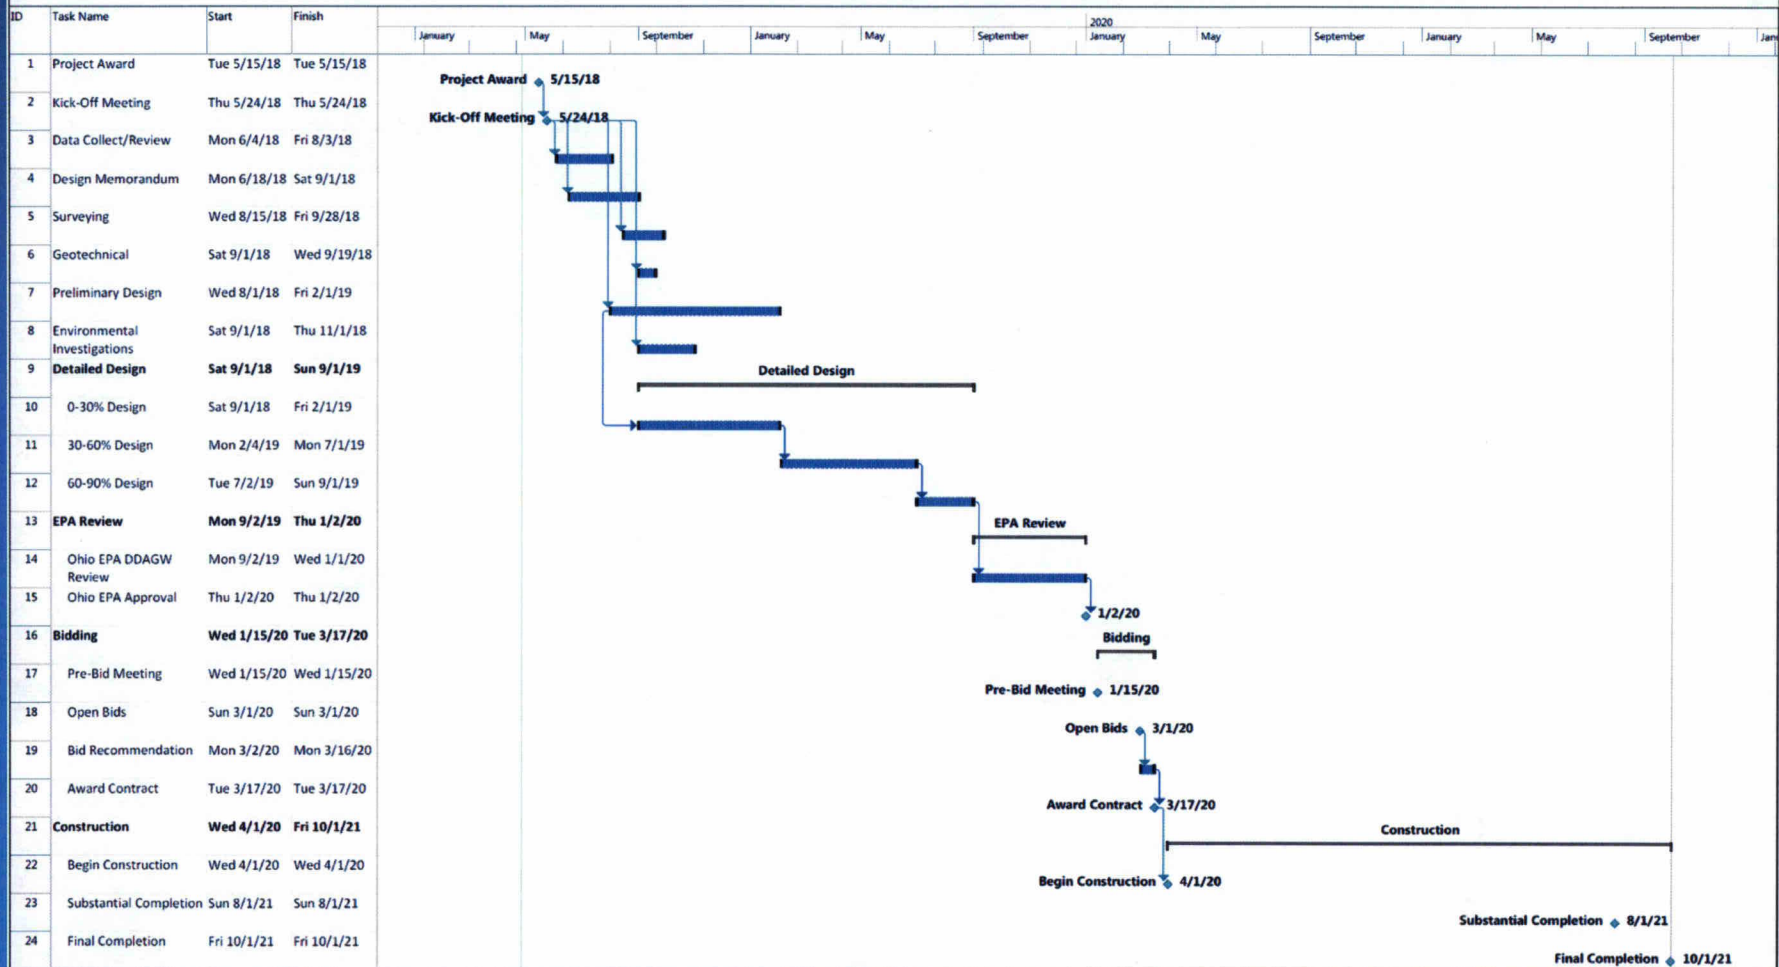 ID Task Name Start Finish
2020
January May September January May September January May September January May September Jan
1 Project Award Tue 5/15/18 Tue 5/15/18
Project Award 5/15/18
2 Kick-Off Meeting Thu 5/24/18 Thu 5/24/18
Kick-Off Meeting 5/24/18
3 Data Collect/Review Mon 6/4/18 Fri 8/3/18
4 Design Memorandum Mon 6/18/18 Sat 9/1/18
5 Surveying Wed 8/15/18 Fri 9/28/18
6 Geotechnical Sat 9/1/18 Wed 9/19/18
7 Preliminary Design Wed 8/1/18 Fri 2/1/19
8 Environmental Sat 9/1/18 Thu 11/1/18
Investigations
9 Detailed Design Sat 9/1/18 Sun 9/1/19
Detailed Design
10 0-30% Design Sat 9/1/18 Fri 2/1/19
11 30-60% Design Mon 2/4/19 Mon 7/1/19
12 60-90% Design Tue 7/2/19 Sun 9/1/19
13 EPA Review Mon 9/2/19 Thu 1/2/20
EPA Review
14 Ohio EPA DDAGW Mon 9/2/19 Wed 1/1/20
Review
15 Ohio EPA Approval Thu 1/2/20 Thu 1/2/20
1/2/20
16 Bidding Wed 1/15/20 Tue 3/17/20
Bidding
17 Pre-Bid Meeting Wed 1/15/20 Wed 1/15/20
Pre-Bid Meeting 1/15/20
18 Open Bids Sun 3/1/20 Sun 3/1/20
Open Bids 3/1/20
19 Bid Recommendation Mon 3/2/20 Mon 3/16/20
20 Award Contract Tue 3/17/20 Tue 3/17/20
Award Contract 3/17/20
21 Construction Wed 4/1/20 Fri 10/1/21
Construction
22 Begin Construction Wed 4/1/20 Wed 4/1/20
Begin Construction 4/1/20
23 Substantial Completion Sun 8/1/21 Sun 8/1/21
Substantial Completion 8/1/21
24 Final Completion Fri 10/1/21 Fri 10/1/21
Final Completion 10/1/21